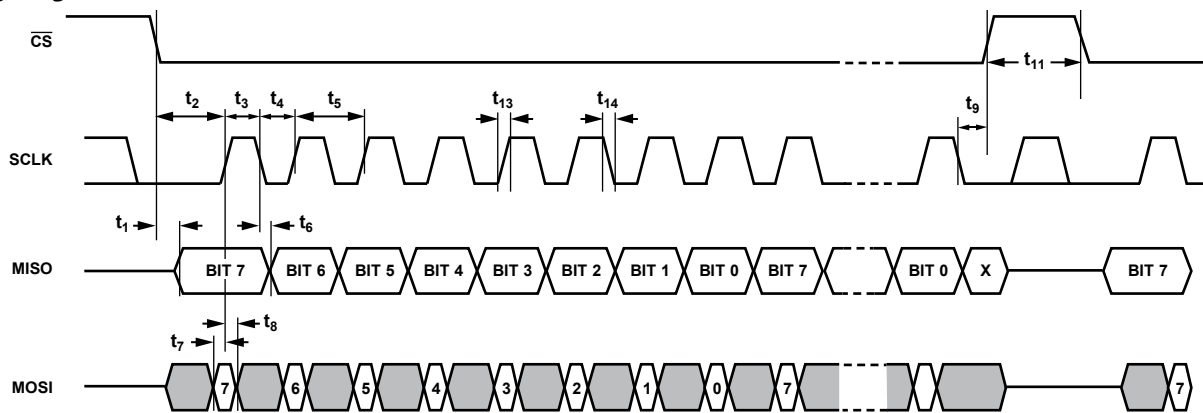 CS
t11
t2 t3 t4 t5 t13 t14 t9
SCLK
t1 t6
MISO BIT 7 BIT 6 BIT 5 BIT 4 BIT 3 BIT 2 BIT 1 BIT 0 BIT 7 BIT 0 X BIT 7
t7 t8
MOSI 7 6 5 4 3 2 1 0 7 7